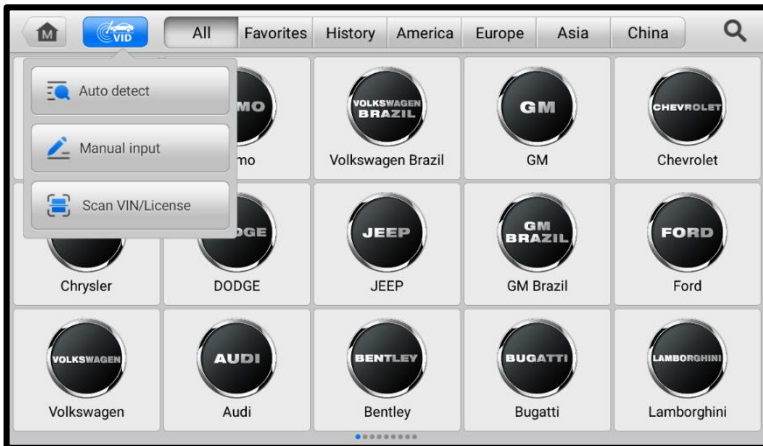 M
VID
All
Favorites
History
America
Europe
Asia
China
Auto detect
Manual input
Scan VIN/License
MO
mo
VOLKSWAGEN
BRAZIL
Volkswagen Brazil
GM
GM
CHEVROLET
Chevrolet
Chrysler
DGE
DODGE
JEEP
JEEP
GM
BRAZIL
GM Brazil
FORD
Ford
VOLKSWAGEN
Volkswagen
AUDI
Audi
BENTLEY
Bentley
BUGATTI
Bugatti
LAMBORGHINI
Lamborghini